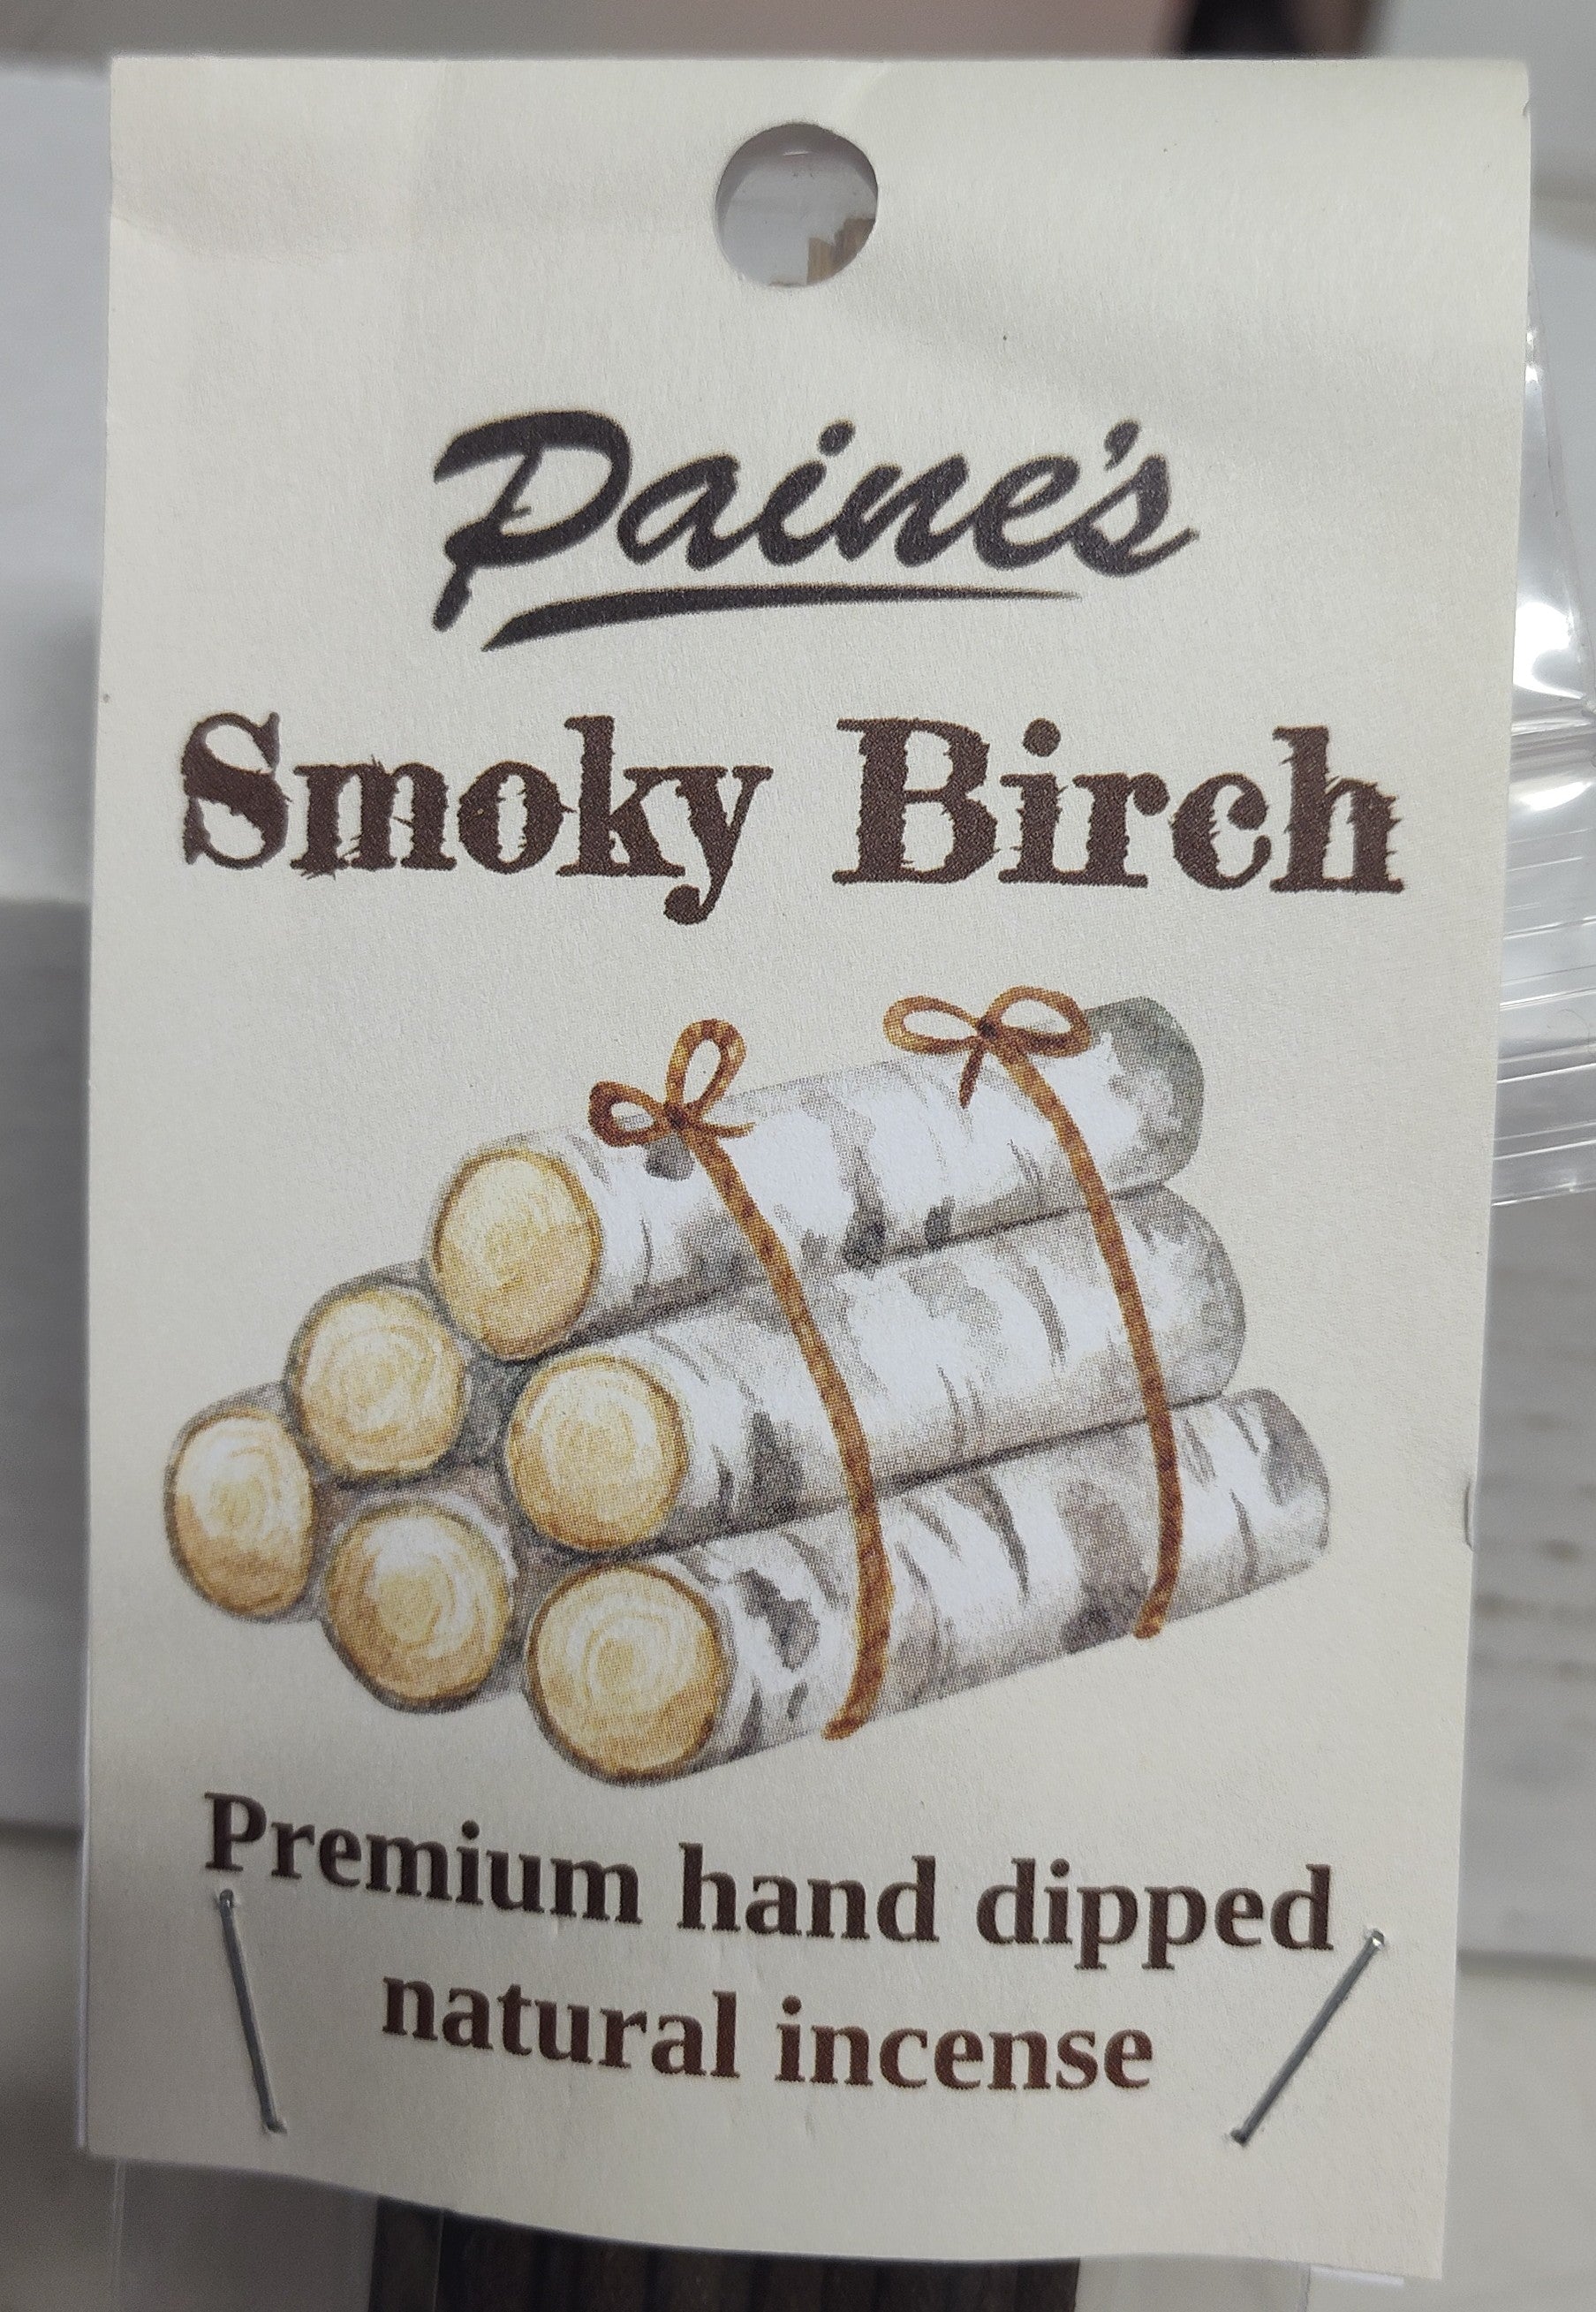 Paine's
Smoky Birch
Premium hand dipped
natural incense